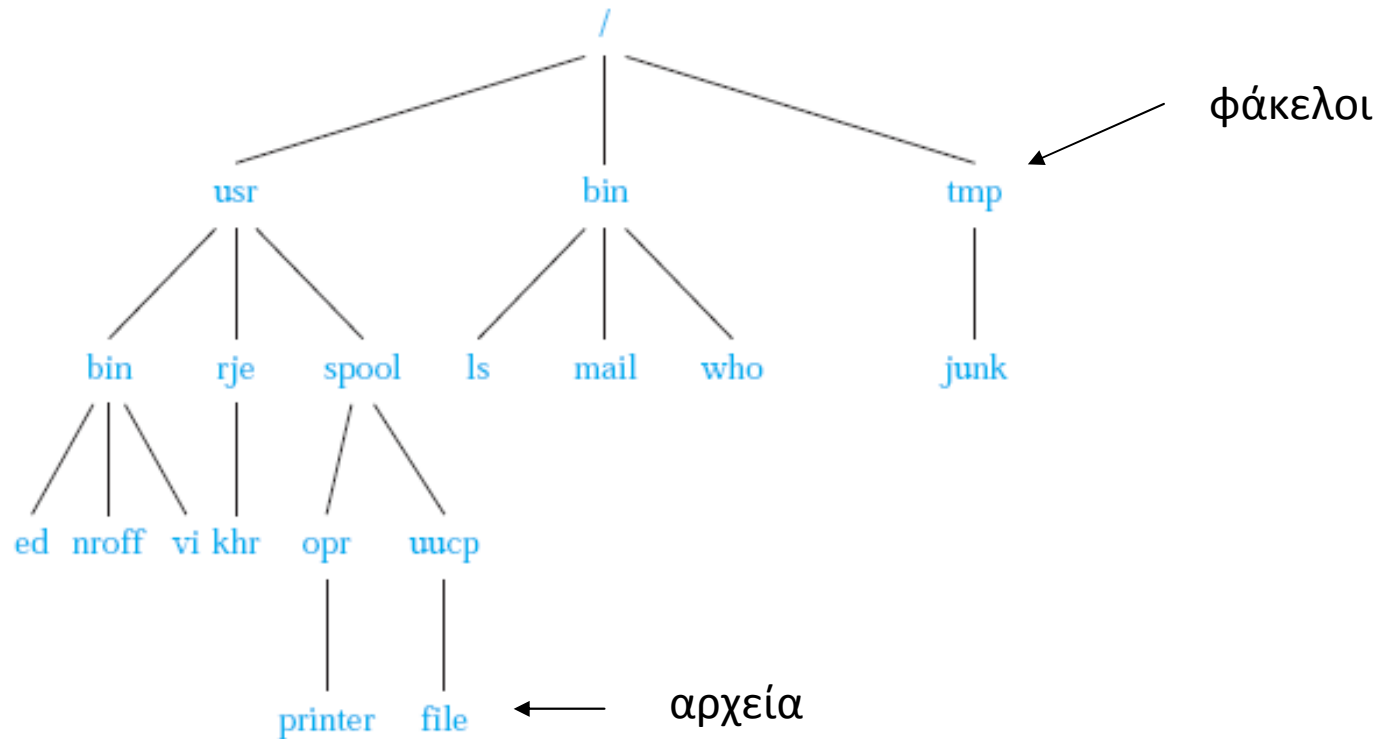 /
φάκελοι
usr bin tmp
bin rje spool ls mail who junk
ed nroff vi khr opr uucp
printer file αρχεία